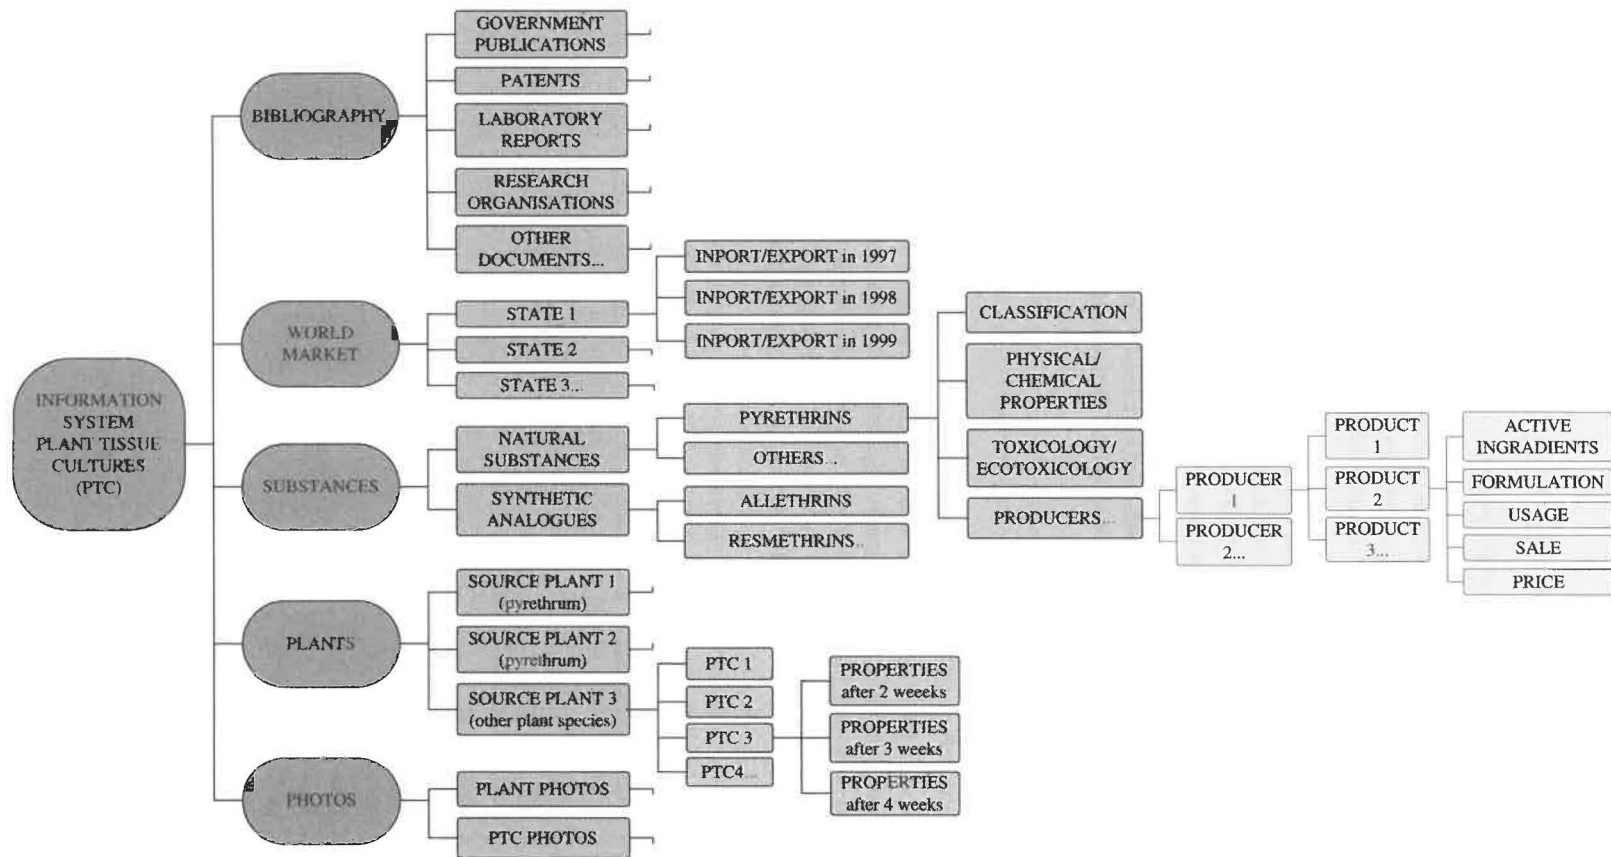 INFORMATION
SYSTEM
PLANT TISSUE
CULTURES
(PTC)
BIBLIOGRAPHY
GOVERNMENT
PUBLICATIONS
PATENTS
LABORATORY
REPORTS
RESEARCH
ORGANISATIONS
OTHER
DOCUMENTS...
WORLD
MARKET
STATE 1
STATE 2
STATE 3...
INPORT/EXPORT in 1997
INPORT/EXPORT in 1998
INPORT/EXPORT in 1999
SUBSTANCES
NATURAL
SUBSTANCES
SYNTHETIC
ANALOGUES
PYRETHRINS
OTHERS...
ALLETHRINS
RESMETHRINS...
CLASSIFICATION
PHYSICAL/
CHEMICAL
PROPERTIES
TOXICOLOGY/
ECOTOXICOLOGY
PRODUCERS...
PRODUCER
1
PRODUCER
2...
PRODUCT
1
PRODUCT
2
PRODUCT
3...
ACTIVE
INGRADIENTS
FORMULATION
USAGE
SALE
PRICE
PLANTS
SOURCE PLANT 1
(pyrethrum)
SOURCE PLANT 2
(pyrethrum)
SOURCE PLANT 3
(other plant species)
PTC 1
PTC 2
PTC 3
PTC4...
PROPERTIES
after 2 weeeks
PROPERTIES
after 3 weeks
PROPERTIES
after 4 weeks
PHOTOS
PLANT PHOTOS
PTC PHOTOS